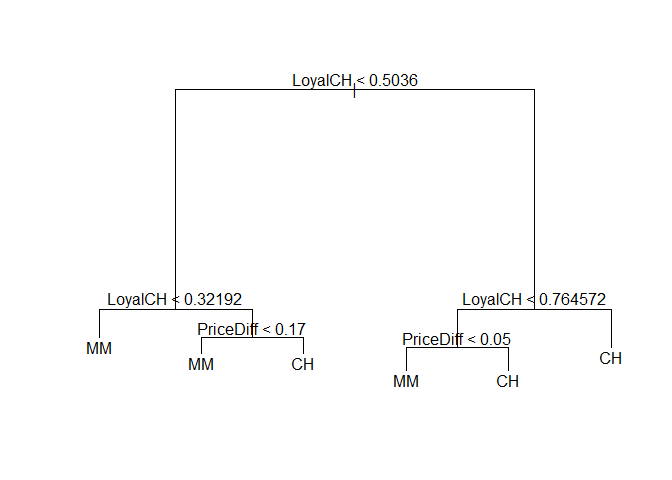 LoyalCH < 0.5036
LoyalCH < 0.32192
LoyalCH < 0.764572
PriceDiff < 0.17
PriceDiff < 0.05
MM
MM
CH
MM
CH
CH